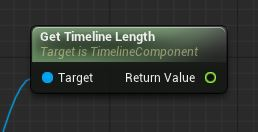 Get Timeline Length
Target is TimelineComponent
Target Return Value